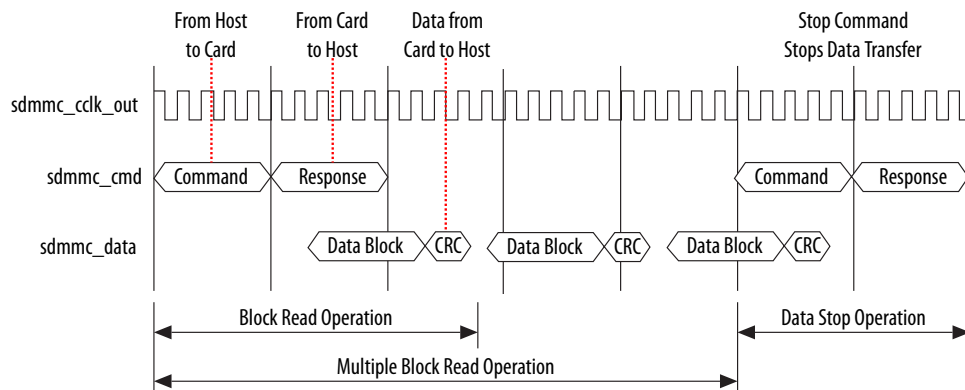 From Host
to Card
From Card
to Host
Data from
Card to Host
Stop Command
Stops Data Transfer
sdmmc_cclk_out
sdmmc_cmd
Command
Response
Command
Response
sdmmc_data
Data Block
CRC
Data Block
CRC
Data Block
CRC
Block Read Operation
Data Stop Operation
Multiple Block Read Operation